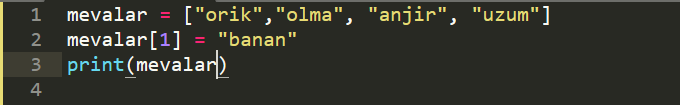 1 mevalar = ["orik","olma", "anjir", "uzum"]
2 mevalar[1] = "banan"
3 print(mevalar)
4